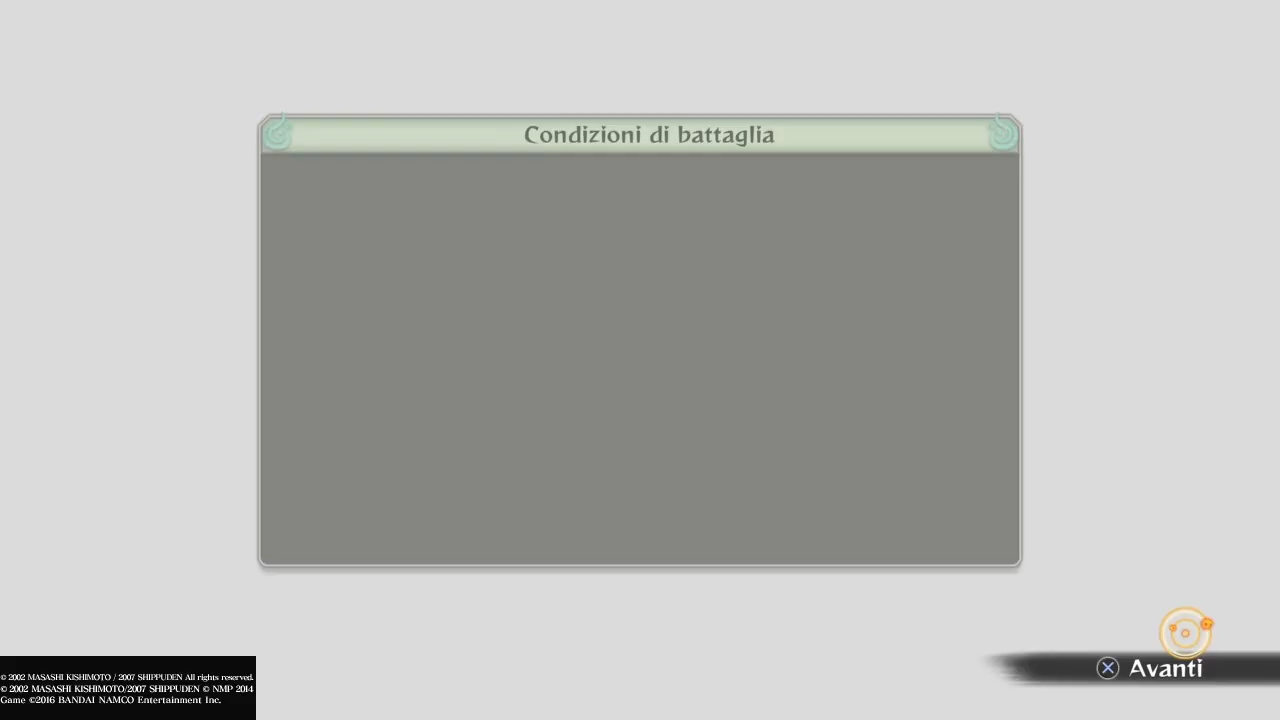 Condizioni di battaglia
Avanti
© 2002 MASASHI KISHIMOTO / 2007 SHIPPUDEN All rights reserved.
© 2002 MASASHI KISHIMOTO/2007 SHIPPUDEN © NMP 2014
Game ©2016 BANDAI NAMCO Entertainment Inc.